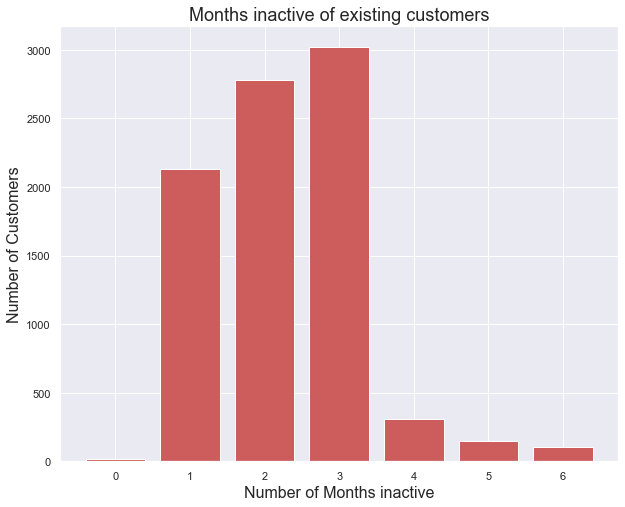 Months inactive of existing customers
Number of Customers
3000
2500
2000
1500
1000
500
0
0 1 2 3 4 5 6
Number of Months inactive